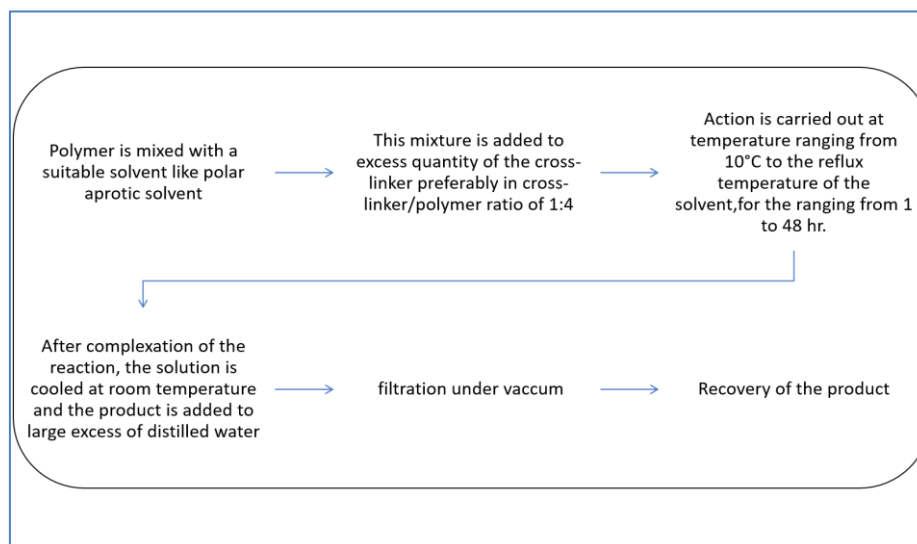 Polymer is mixed with a
suitable solvent like polar
aprotic solvent
This mixture is added to
excess quantity of the cross-
linker preferably in cross-
linker/polymer ratio of 1:4
Action is carried out at
temperature ranging from
10°C to the reflux
temperature of the
solvent,for the ranging from 1
to 48 hr.
After complexation of the
reaction, the solution is
cooled at room temperature
and the product is added to
large excess of distilled water
filtration under vaccum
Recovery of the product